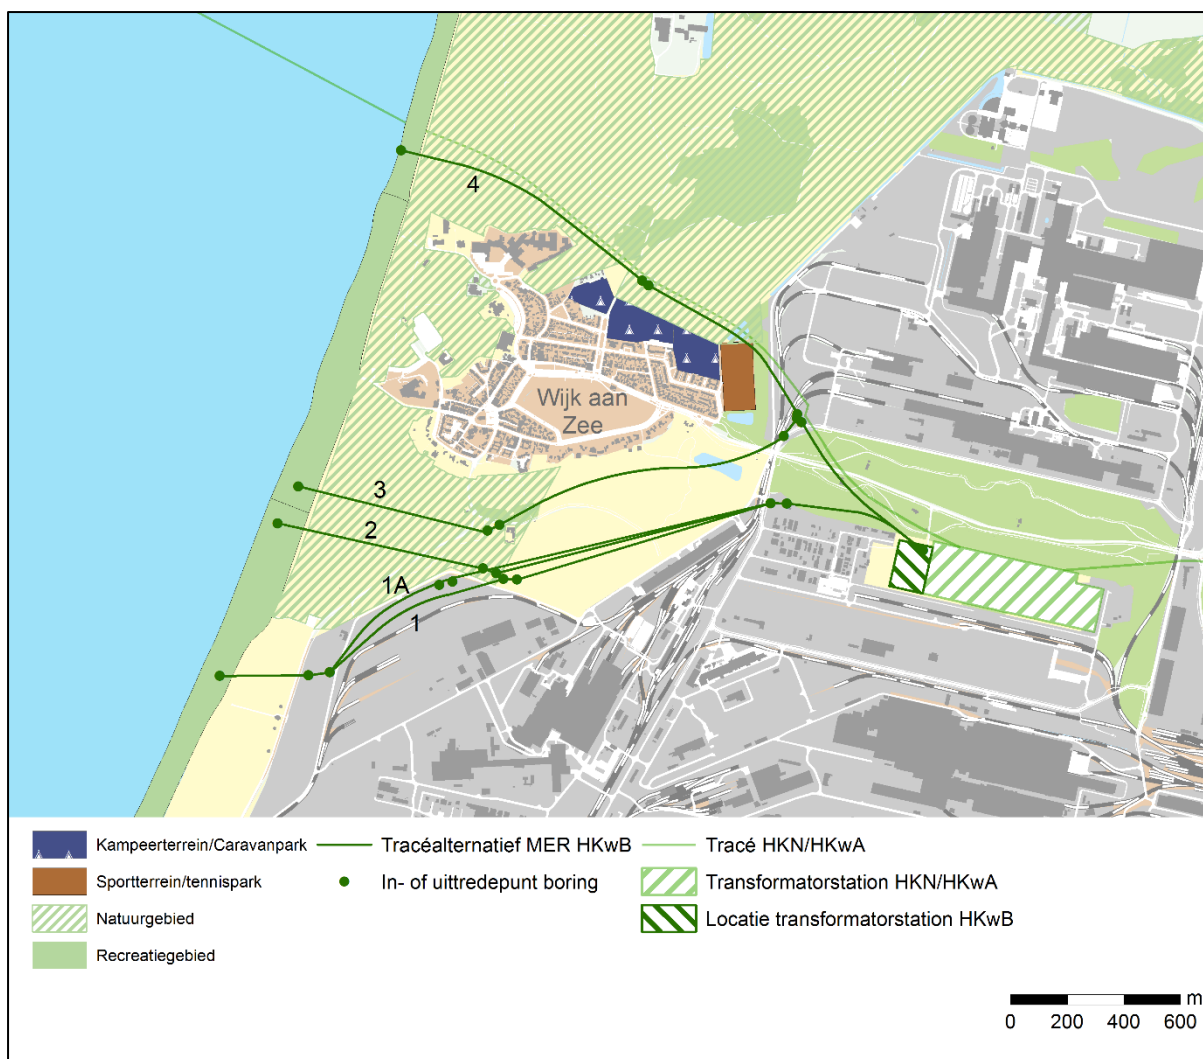 4
Wijk aan
Zee
3
2
1A
1
Kampeerterrein/Caravanpark
Tracéalternatief MER HKwB
Tracé HKN/HKwA
Sportterrein/tennispark
In- of uittredepunt boring
Transformatorstation HKN/HKwA
Natuurgebied
Locatie transformatorstation HKwB
Recreatiegebied
m
0 200 400 600